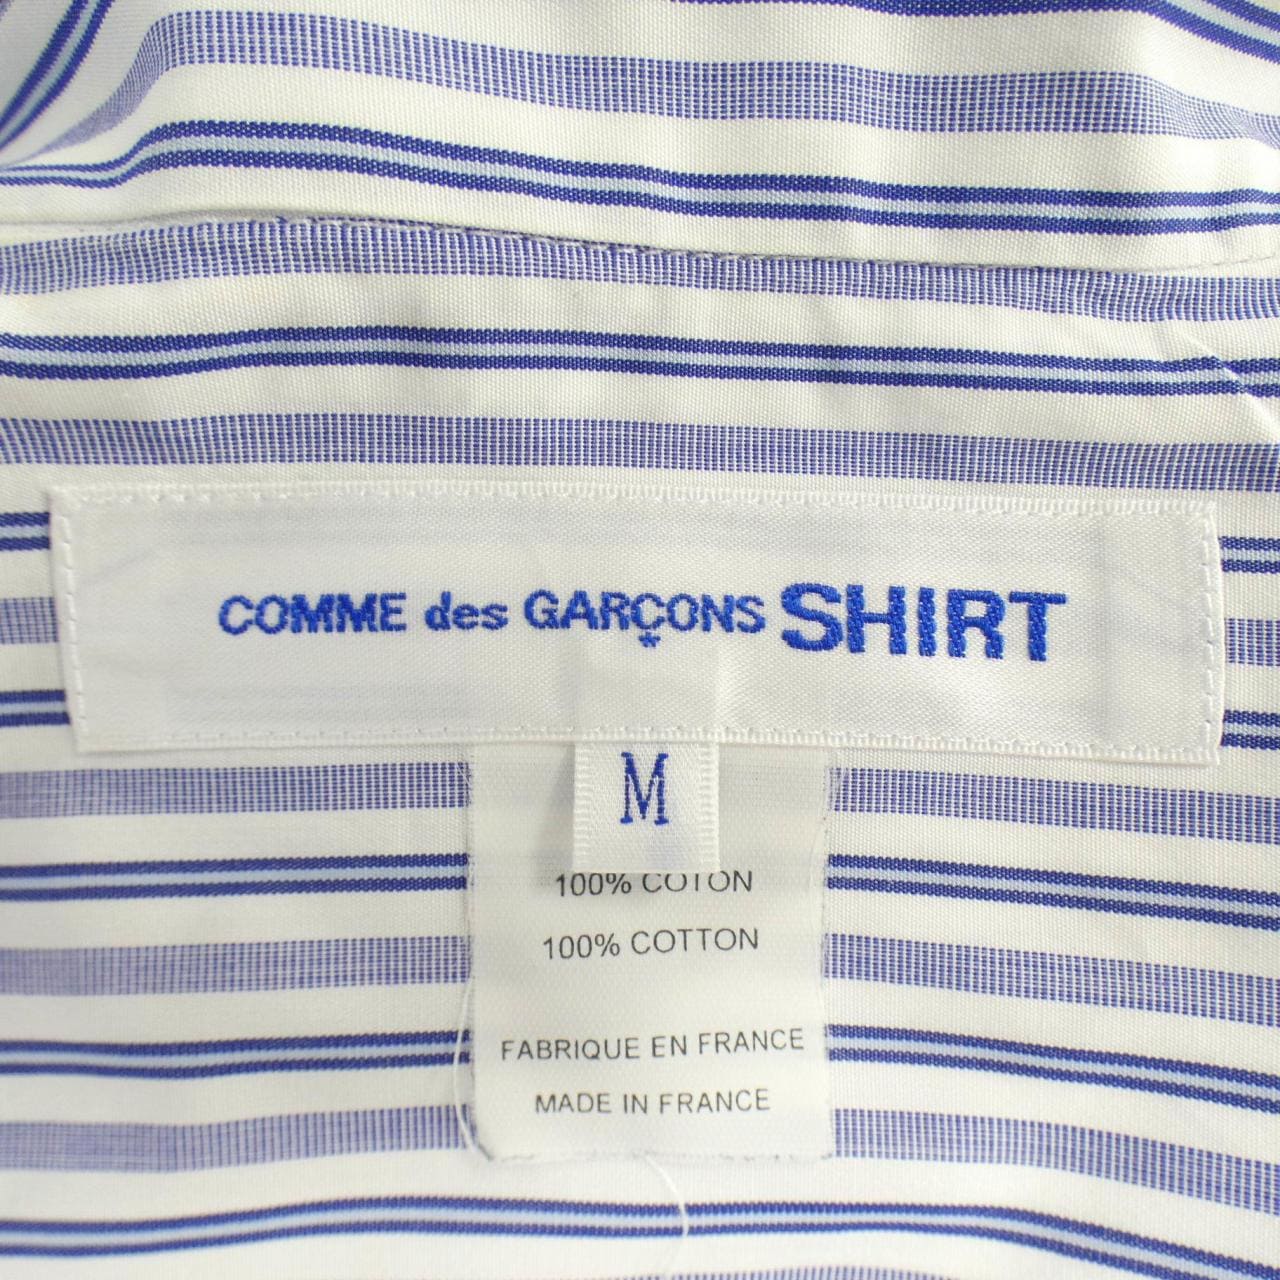 COMME des GARÇONS SHIRT
M
100% COTON
100% COTTON
FABRIQUE EN FRANCE
MADE IN FRANCE